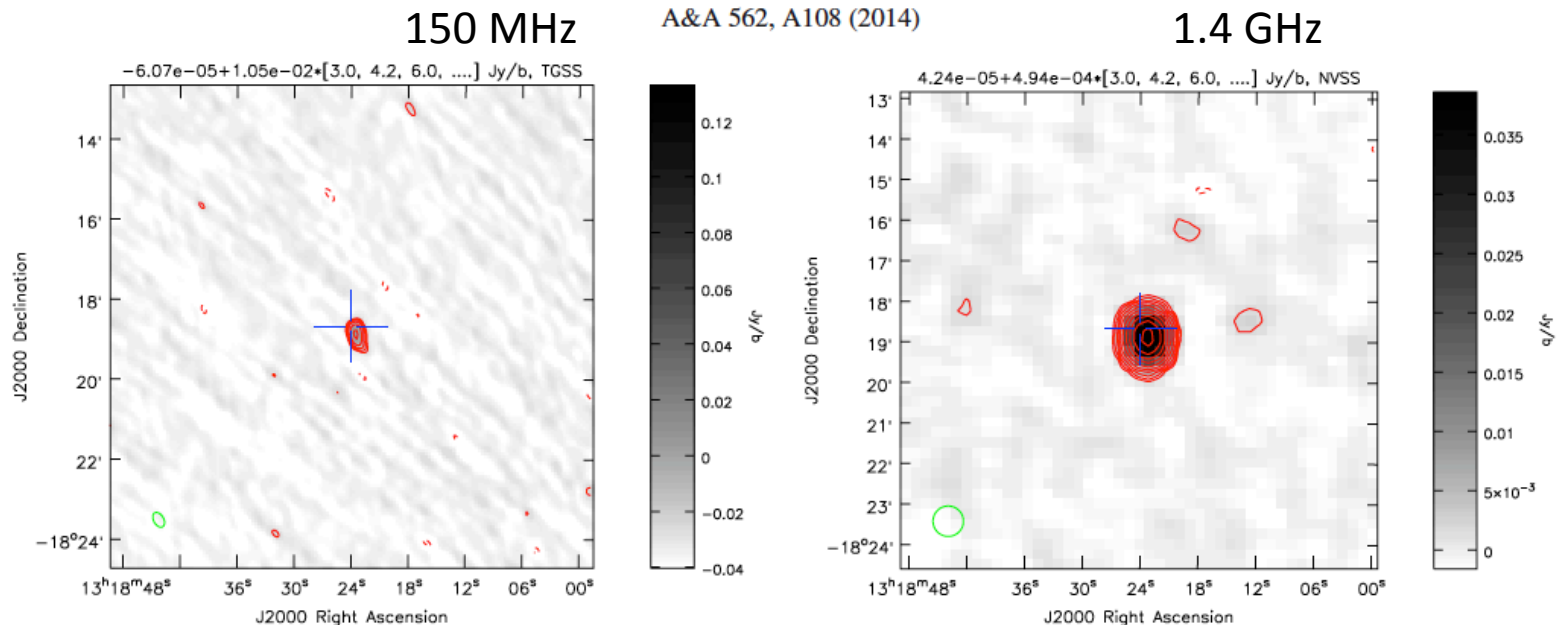 150 MHz
A&A 562, A108 (2014)
1.4 GHz
−6.07e−05+1.05e−02*[3.0, 4.2, 6.0, ....] Jy/b, TGSS
14'
16'
18'
20'
22'
−18°24'
J2000 Declination
13ʰ18ᵐ48ˢ
36ˢ
30ˢ
24ˢ
18ˢ
12ˢ
06ˢ
00ˢ
J2000 Right Ascension
0.12
0.1
0.08
0.06
0.04
0.02
0
−0.02
−0.04
Jy/b
4.24e−05+4.94e−04*[3.0, 4.2, 6.0, ....] Jy/b, NVSS
13'
14'
15'
16'
17'
18'
19'
20'
21'
22'
23'
−18°24'
J2000 Declination
13ʰ18ᵐ48ˢ
36ˢ
30ˢ
24ˢ
18ˢ
12ˢ
06ˢ
00ˢ
J2000 Right Ascension
0.035
0.03
0.025
0.02
0.015
0.01
5×10⁻³
0
Jy/b